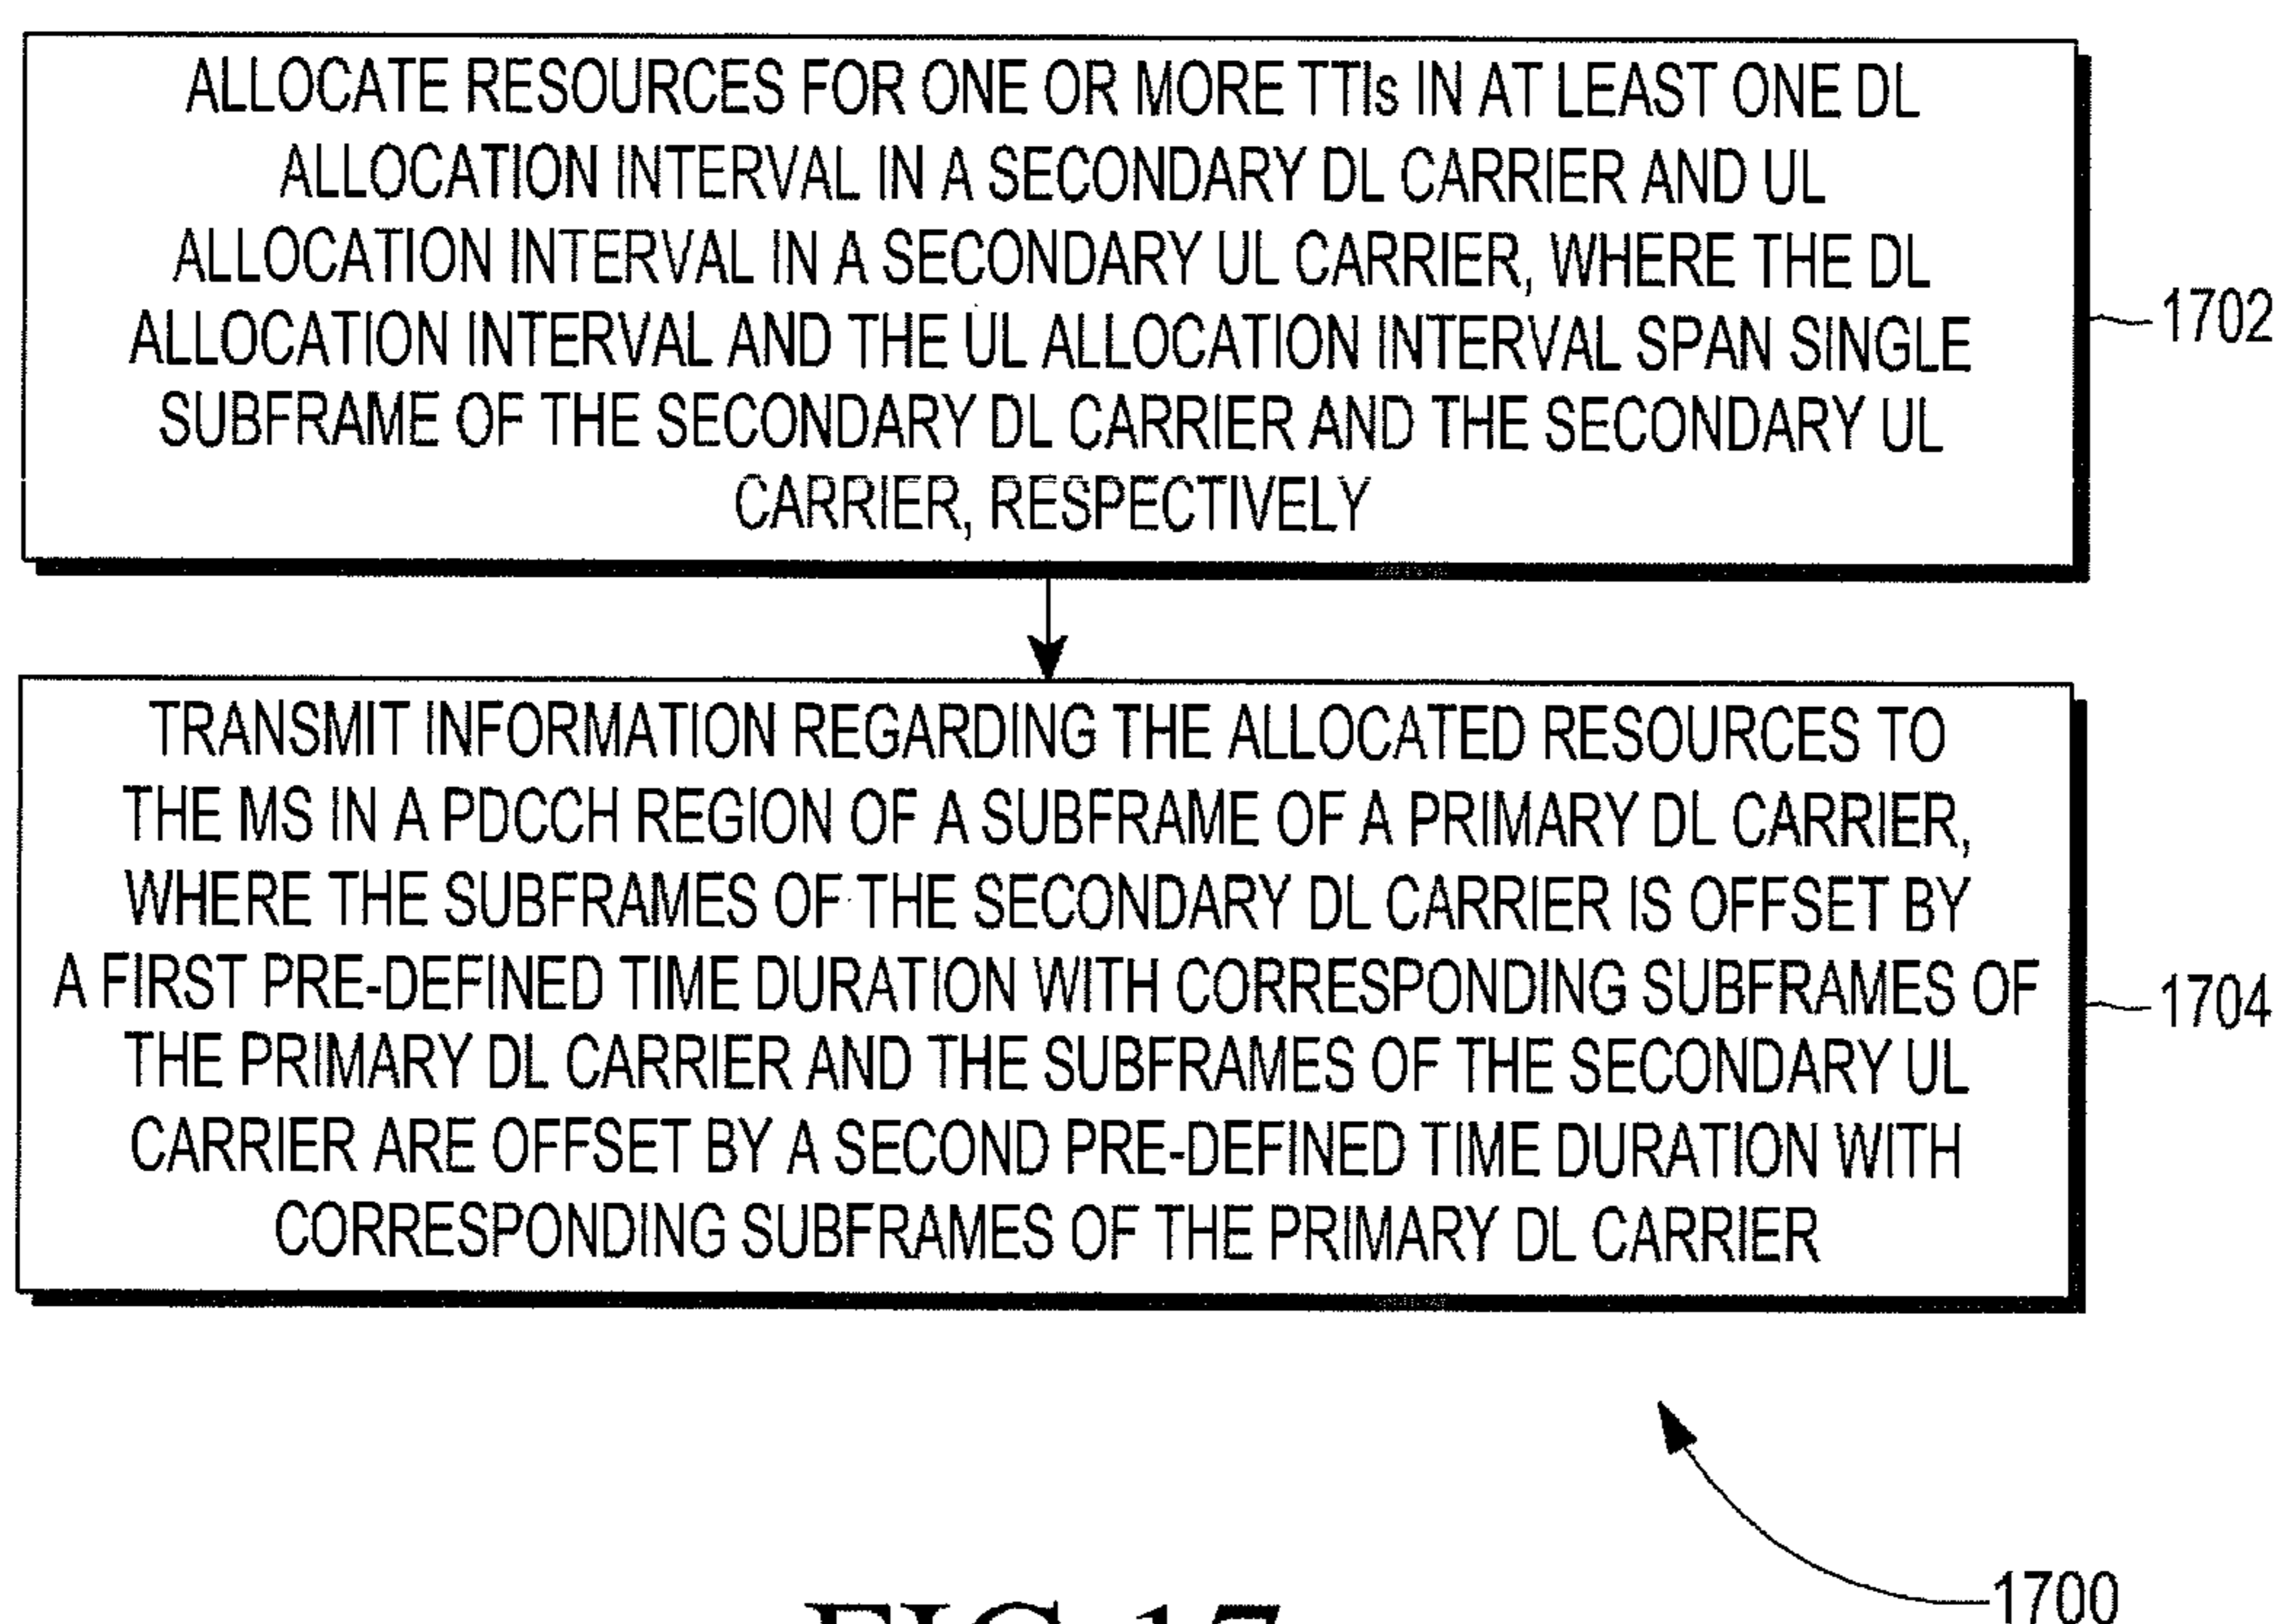 ALLOCATE RESOURCES FOR ONE OR MORE TTIs IN AT LEAST ONE DL
ALLOCATION INTERVAL IN A SECONDARY DL CARRIER AND UL
ALLOCATION INTERVAL IN A SECONDARY UL CARRIER, WHERE THE DL
ALLOCATION INTERVAL AND THE UL ALLOCATION INTERVAL SPAN SINGLE
SUBFRAME OF THE SECONDARY DL CARRIER AND THE SECONDARY UL
CARRIER, RESPECTIVELY
1702
TRANSMIT INFORMATION REGARDING THE ALLOCATED RESOURCES TO
THE MS IN A PDCCH REGION OF A SUBFRAME OF A PRIMARY DL CARRIER,
WHERE THE SUBFRAMES OF THE SECONDARY DL CARRIER IS OFFSET BY
A FIRST PRE-DEFINED TIME DURATION WITH CORRESPONDING SUBFRAMES OF
THE PRIMARY DL CARRIER AND THE SUBFRAMES OF THE SECONDARY UL
CARRIER ARE OFFSET BY A SECOND PRE-DEFINED TIME DURATION WITH
CORRESPONDING SUBFRAMES OF THE PRIMARY DL CARRIER
1704
1700
FIG.17